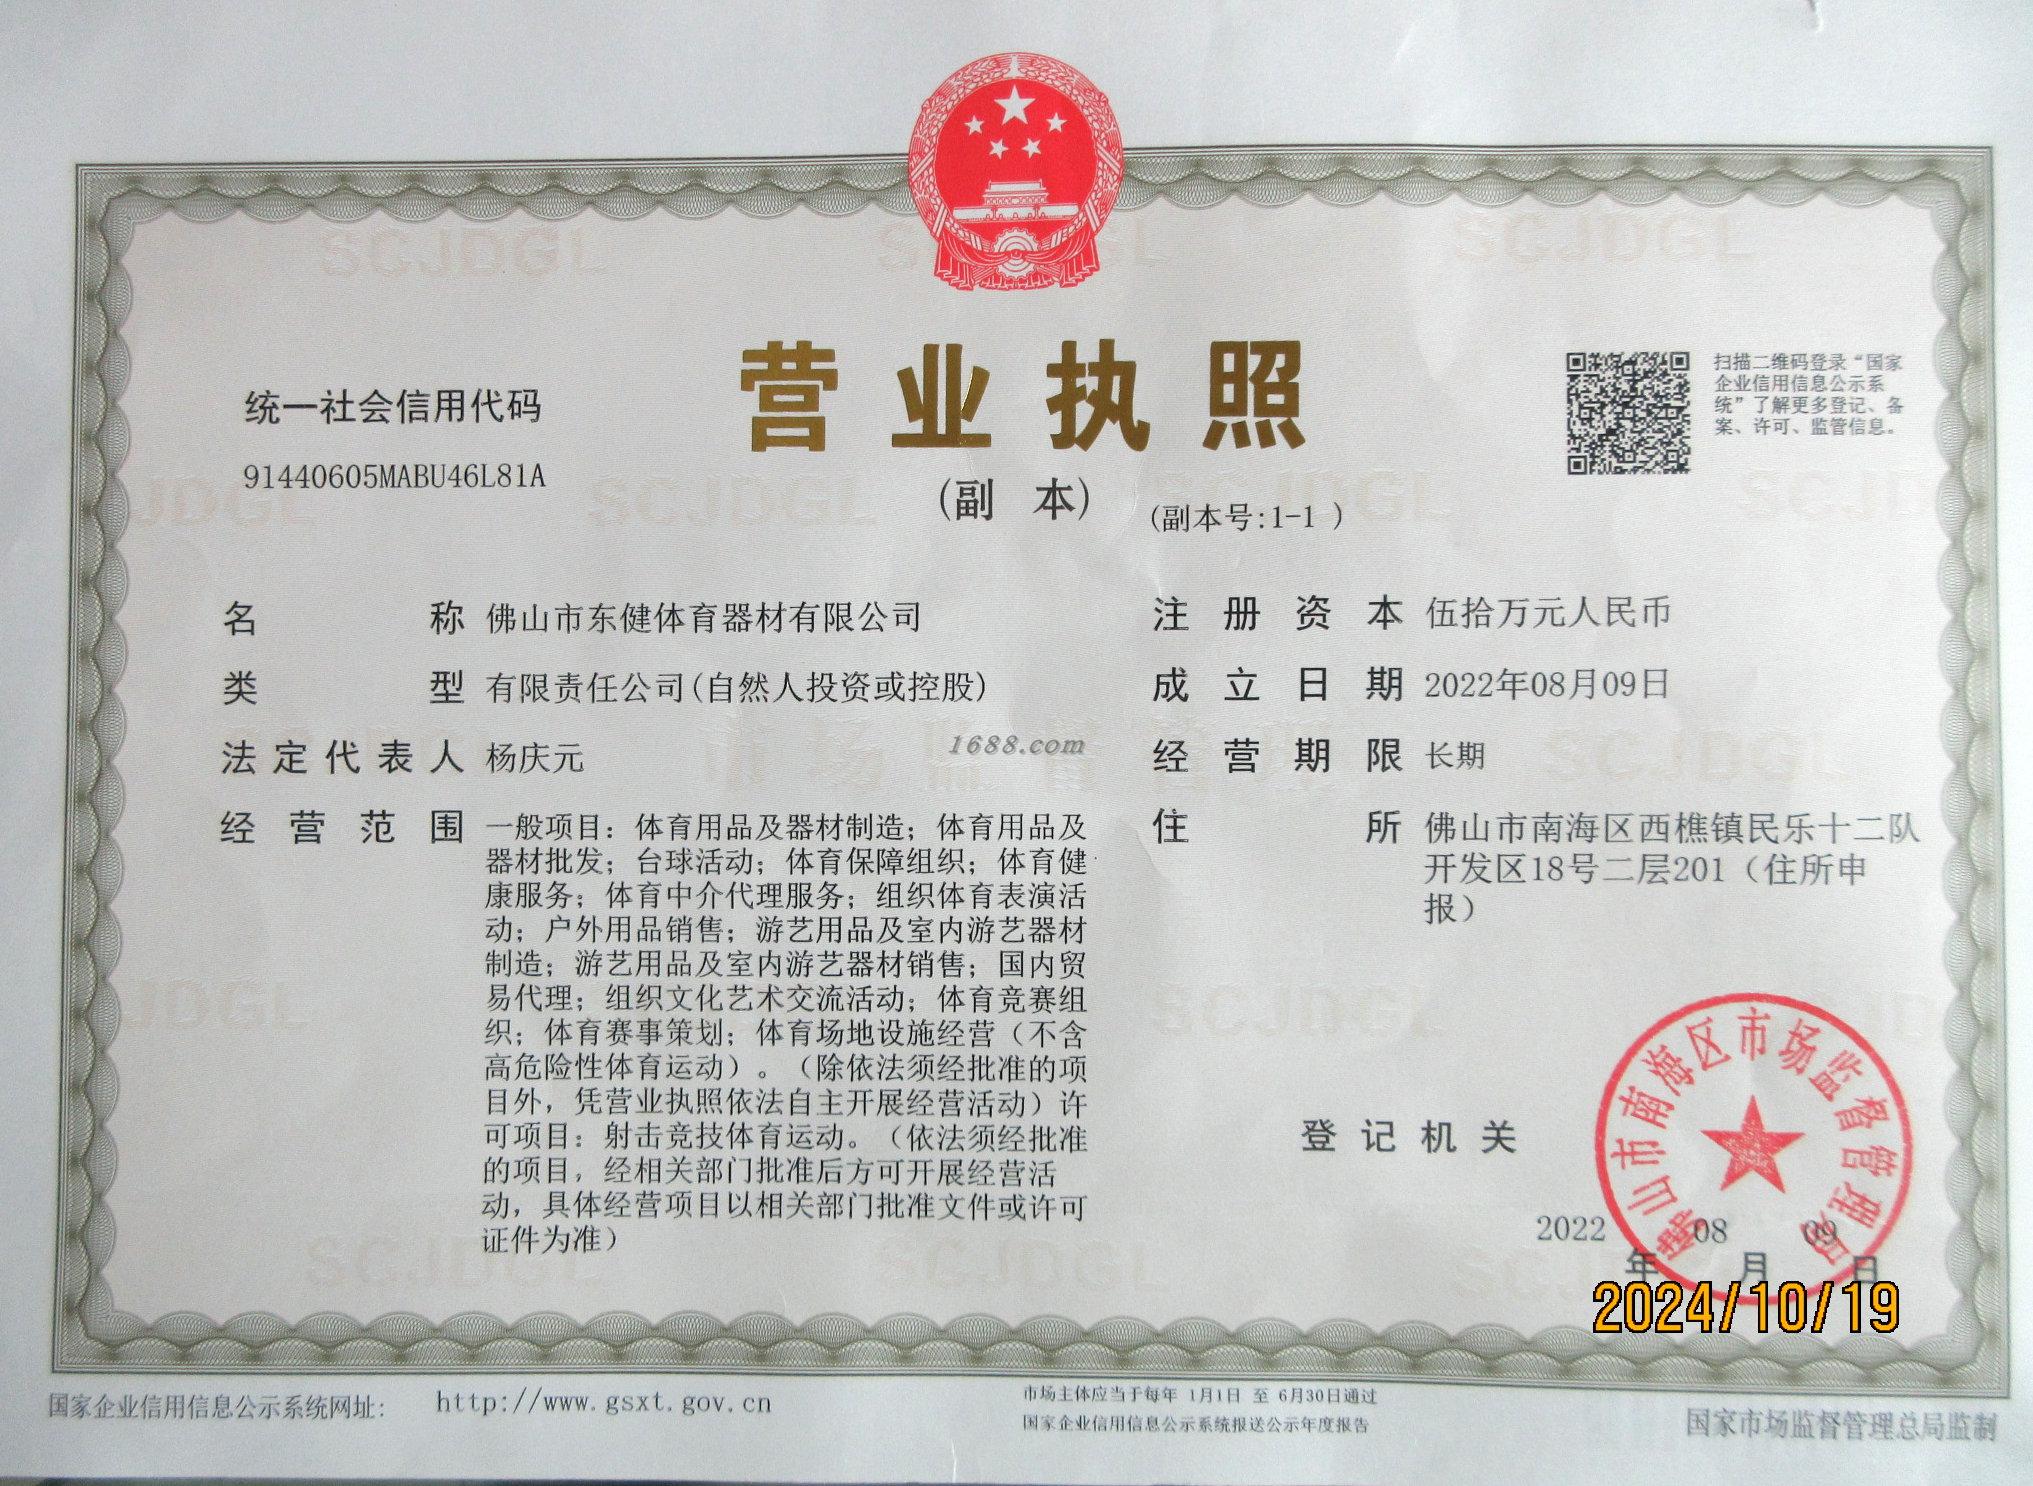 营业执照
(副 本)
(副本号:1-1 )
统一社会信用代码
91440605MABU46L81A
扫描二维码登录“国家
企业信用信息公示系
统”了解更多登记、备
案、许可、监管信息。
名 称 佛山市东健体育器材有限公司
类 型 有限责任公司(自然人投资或控股)
法定代表人 杨庆元
经营范围 一般项目：体育用品及器材制造；体育用品及
器材批发；台球活动；体育保障组织；体育健
康服务；体育中介代理服务；组织体育表演活
动；户外用品销售；游艺用品及室内游艺器材
制造；游艺用品及室内游艺器材销售；国内贸
易代理；组织文化艺术交流活动；体育竞赛组
织；体育赛事策划；体育场地设施经营（不含
高危险性体育运动）。（除依法须经批准的项
目外，凭营业执照依法自主开展经营活动）许
可项目：射击竞技体育运动。（依法须经批准
的项目，经相关部门批准后方可开展经营活
动，具体经营项目以相关部门批准文件或许可
证件为准）
注册资本 伍拾万元人民币
成立日期 2022年08月09日
经营期限 长期
住 所 佛山市南海区西樵镇民乐十二队
开发区18号二层201（住所申
报）
1688.com
登记机关
佛山市南海区市场监督管理局
2022年08月09日
2024/10/19
国家企业信用信息公示系统网址: http://www.gsxt.gov.cn
市场主体应当于每年 1月1日 至 6月30日通过
国家企业信用信息公示系统报送公示年度报告
国家市场监督管理总局监制
SCJDGL